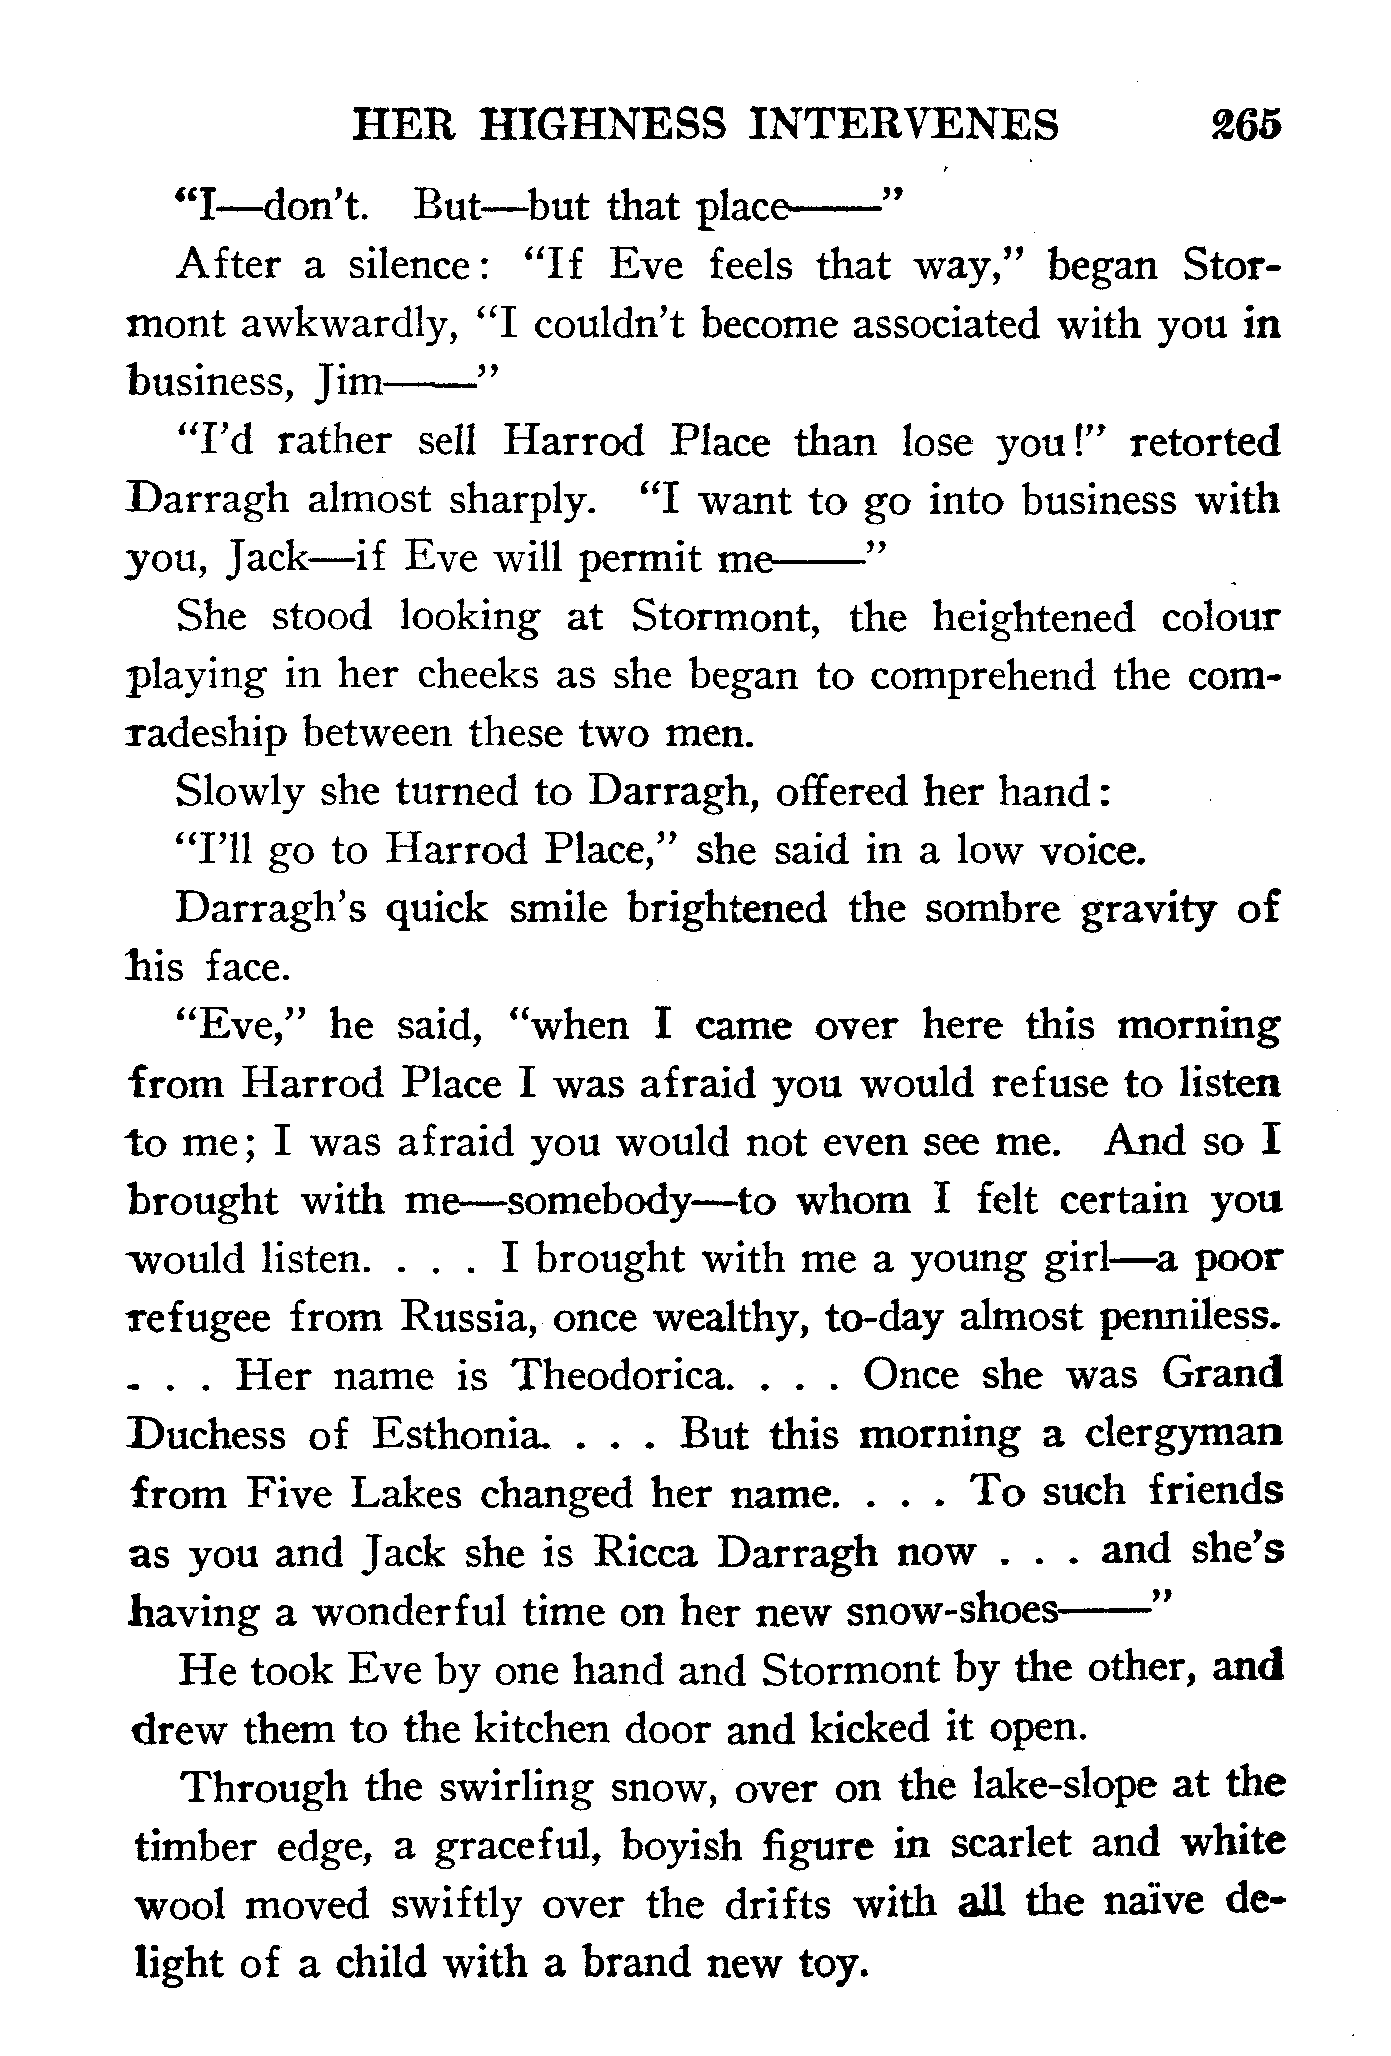 HER HIGHNESS INTERVENES 265
“I—don’t. But—but that place——”
After a silence: “If Eve feels that way,” began Stor-
mont awkwardly, “I couldn’t become associated with you in
business, Jim——”
“I’d rather sell Harrod Place than lose you!” retorted
Darragh almost sharply. “I want to go into business with
you, Jack—if Eve will permit me——”
She stood looking at Stormont, the heightened colour
playing in her cheeks as she began to comprehend the com-
radeship between these two men.
Slowly she turned to Darragh, offered her hand:
“I’ll go to Harrod Place,” she said in a low voice.
Darragh’s quick smile brightened the sombre gravity of
his face.
“Eve,” he said, “when I came over here this morning
from Harrod Place I was afraid you would refuse to listen
to me; I was afraid you would not even see me. And so I
brought with me—somebody—to whom I felt certain you
would listen. . . . I brought with me a young girl—a poor
refugee from Russia, once wealthy, to-day almost penniless.
. . . Her name is Theodorica. . . . Once she was Grand
Duchess of Esthonia. . . . But this morning a clergyman
from Five Lakes changed her name. . . . To such friends
as you and Jack she is Ricca Darragh now . . . and she’s
having a wonderful time on her new snow-shoes——”
He took Eve by one hand and Stormont by the other, and
drew them to the kitchen door and kicked it open.
Through the swirling snow, over on the lake-slope at the
timber edge, a graceful, boyish figure in scarlet and white
wool moved swiftly over the drifts with all the naïve de-
light of a child with a brand new toy.